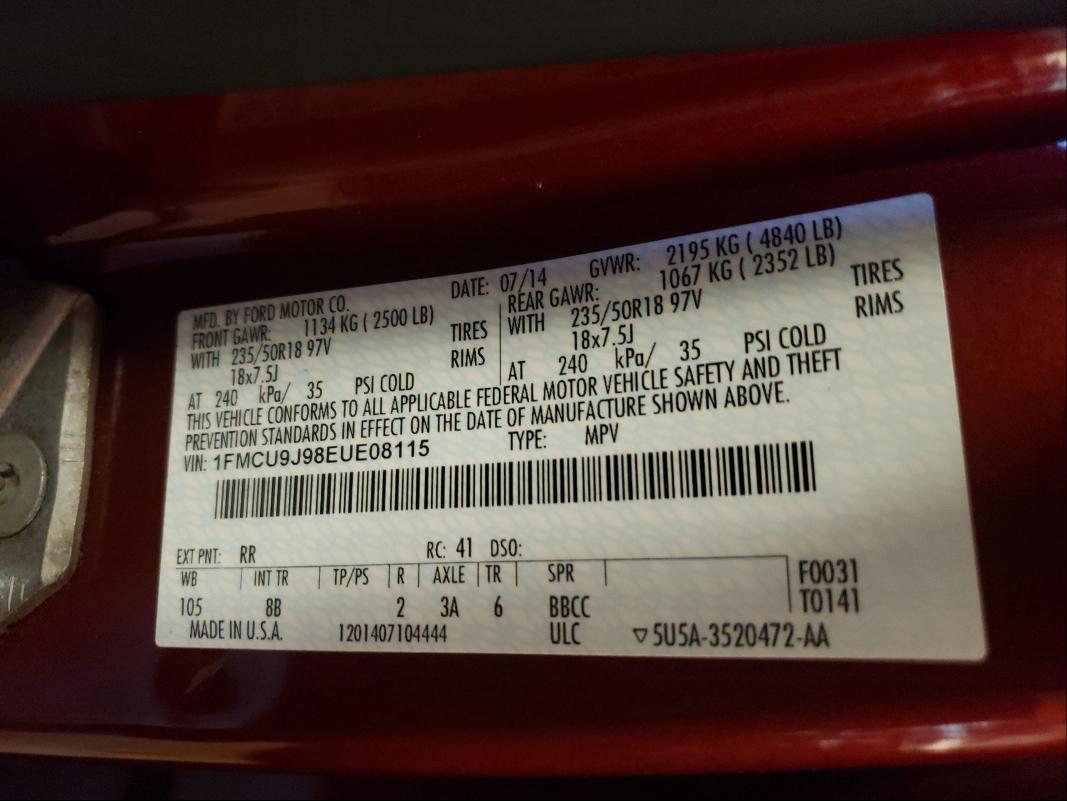 MFD. BY FORD MOTOR CO. DATE: 07/14 GVWR: 2195 KG ( 4840 LB)
FRONT GAWR: 1134 KG ( 2500 LB) REAR GAWR: 1067 KG ( 2352 LB)
WITH 235/50R18 97V TIRES WITH 235/50R18 97V TIRES
18x7.5J RIMS 18x7.5J RIMS
AT 240 kPa/ 35 PSI COLD AT 240 kPa/ 35 PSI COLD
THIS VEHICLE CONFORMS TO ALL APPLICABLE FEDERAL MOTOR VEHICLE SAFETY AND THEFT
PREVENTION STANDARDS IN EFFECT ON THE DATE OF MANUFACTURE SHOWN ABOVE.
VIN: 1FMCU9J98EUE08115 TYPE: MPV
EXT PNT: RR RC: 41 DSO:
WB INT TR TP/PS R AXLE TR SPR F0031
105 8B 2 3A 6 BBCC T0141
MADE IN U.S.A. 1201407104444 ULC ▽5U5A-3520472-AA